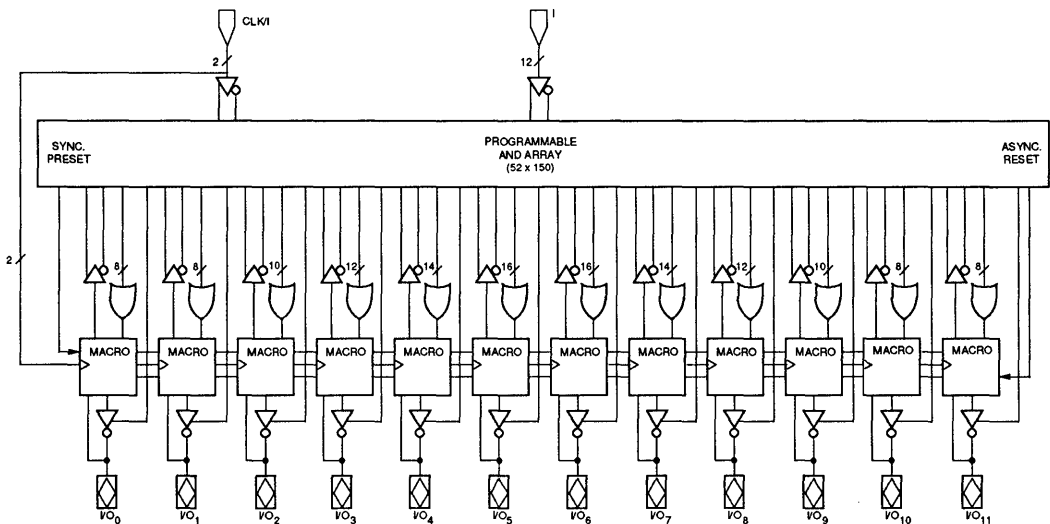 CLK/I
I
2
12
SYNC.
PRESET
PROGRAMMABLE
AND ARRAY
(52 x 150)
ASYNC.
RESET
2
8
8
10
12
14
16
16
14
12
10
8
8
MACRO
MACRO
MACRO
MACRO
MACRO
MACRO
MACRO
MACRO
MACRO
MACRO
MACRO
MACRO
I/O0
I/O1
I/O2
I/O3
I/O4
I/O5
I/O6
I/O7
I/O8
I/O9
I/O10
I/O11